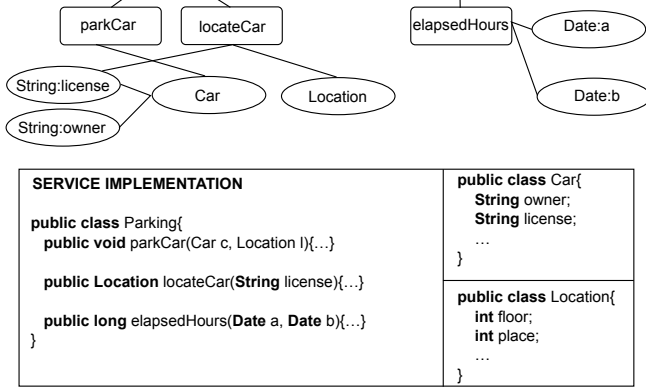 parkCar
locateCar
elapsedHours
Date:a
String:license
Car
Location
Date:b
String:owner
SERVICE IMPLEMENTATION
public class Parking{
public void parkCar(Car c, Location l){…}
public Location locateCar(String license){…}
public long elapsedHours(Date a, Date b){…}
}
public class Car{
String owner;
String license;
…
}
public class Location{
int floor;
int place;
…
}